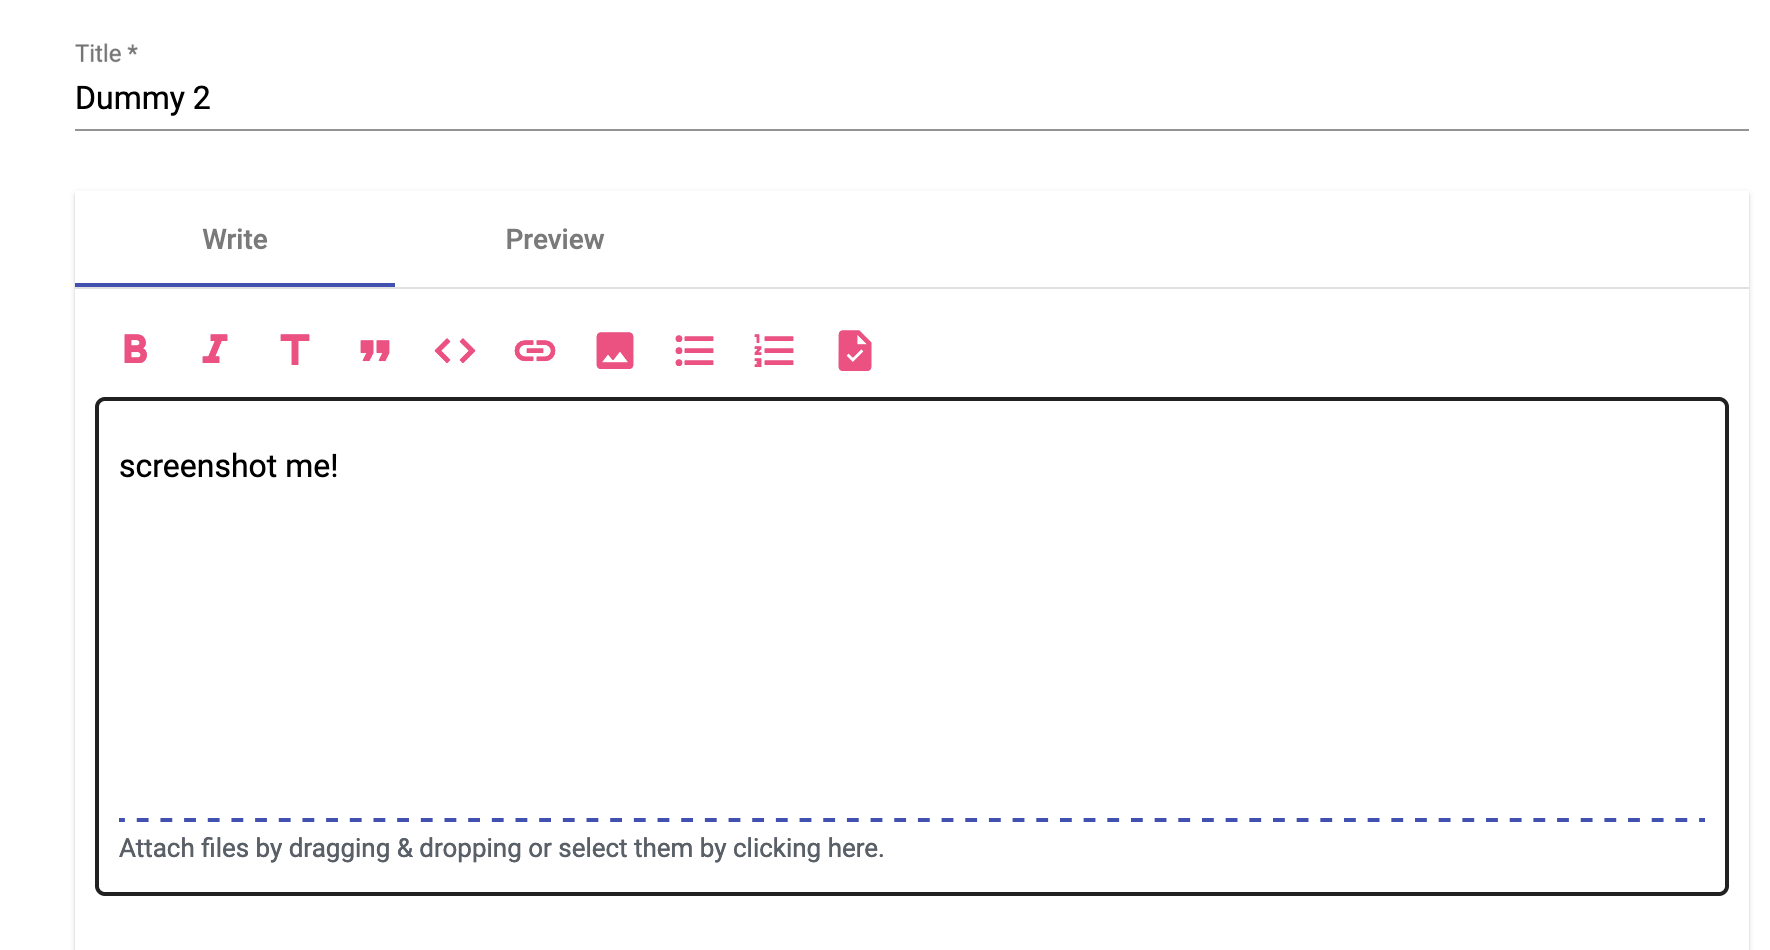 Title *
Dummy 2
Write Preview
screenshot me!
Attach files by dragging & dropping or select them by clicking here.